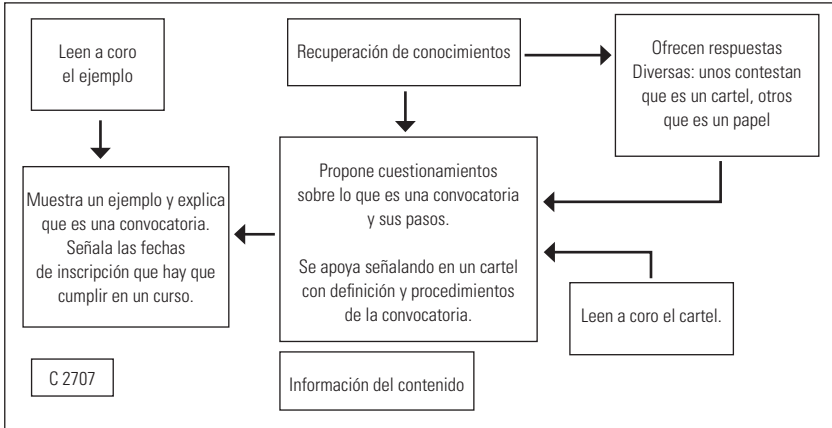 Leen a coro
el ejemplo
Recuperación de conocimientos
Ofrecen respuestas
Diversas: unos contestan
que es un cartel, otros
que es un papel
Muestra un ejemplo y explica
que es una convocatoria.
Señala las fechas
de inscripción que hay que
cumplir en un curso.
Propone cuestionamientos
sobre lo que es una convocatoria
y sus pasos.
Se apoya señalando en un cartel
con definición y procedimientos
de la convocatoria.
Leen a coro el cartel.
C 2707
Información del contenido